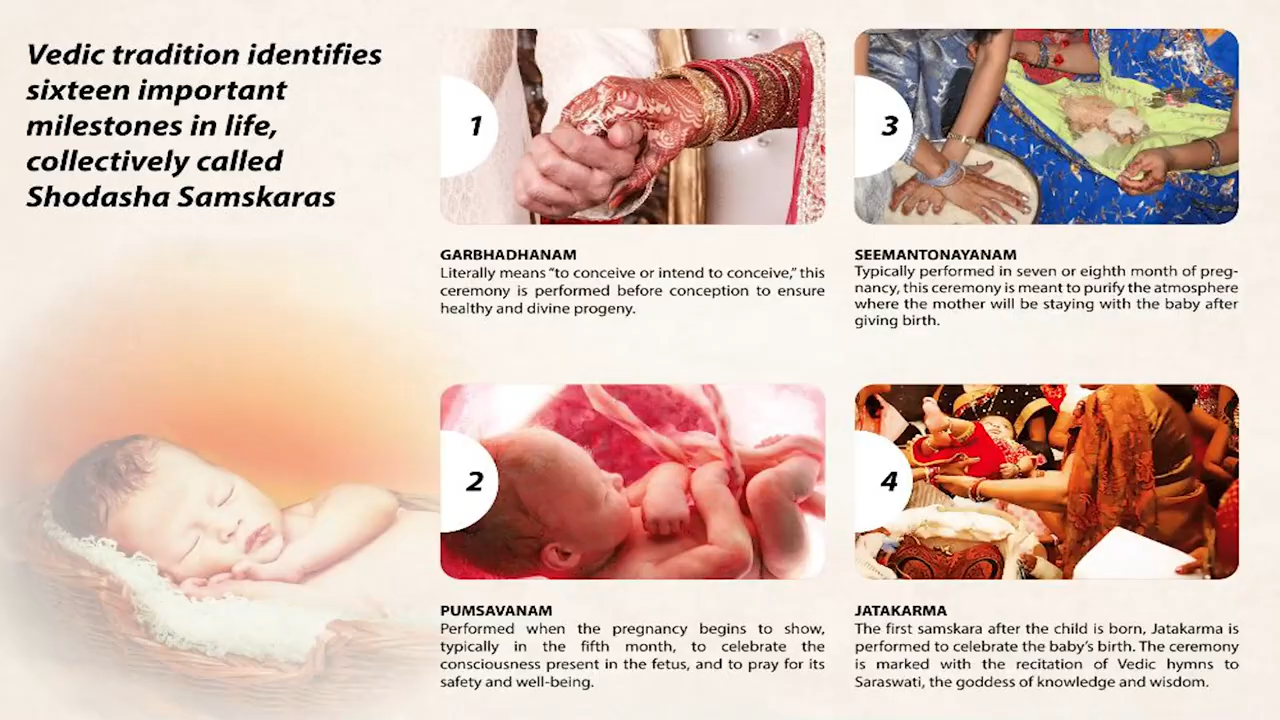 Vedic tradition identifies
sixteen important
milestones in life,
collectively called
Shodasha Samskaras
1
GARBHADHANAM
Literally means “to conceive or intend to conceive,” this
ceremony is performed before conception to ensure
healthy and divine progeny.
2
PUMSAVANAM
Performed when the pregnancy begins to show,
typically in the fifth month, to celebrate the
consciousness present in the fetus, and to pray for its
safety and well-being.
3
SEEMANTONAYANAM
Typically performed in seven or eighth month of preg-
nancy, this ceremony is meant to purify the atmosphere
where the mother will be staying with the baby after
giving birth.
4
JATAKARMA
The first samskara after the child is born, Jatakarma is
performed to celebrate the baby’s birth. The ceremony
is marked with the recitation of Vedic hymns to
Saraswati, the goddess of knowledge and wisdom.